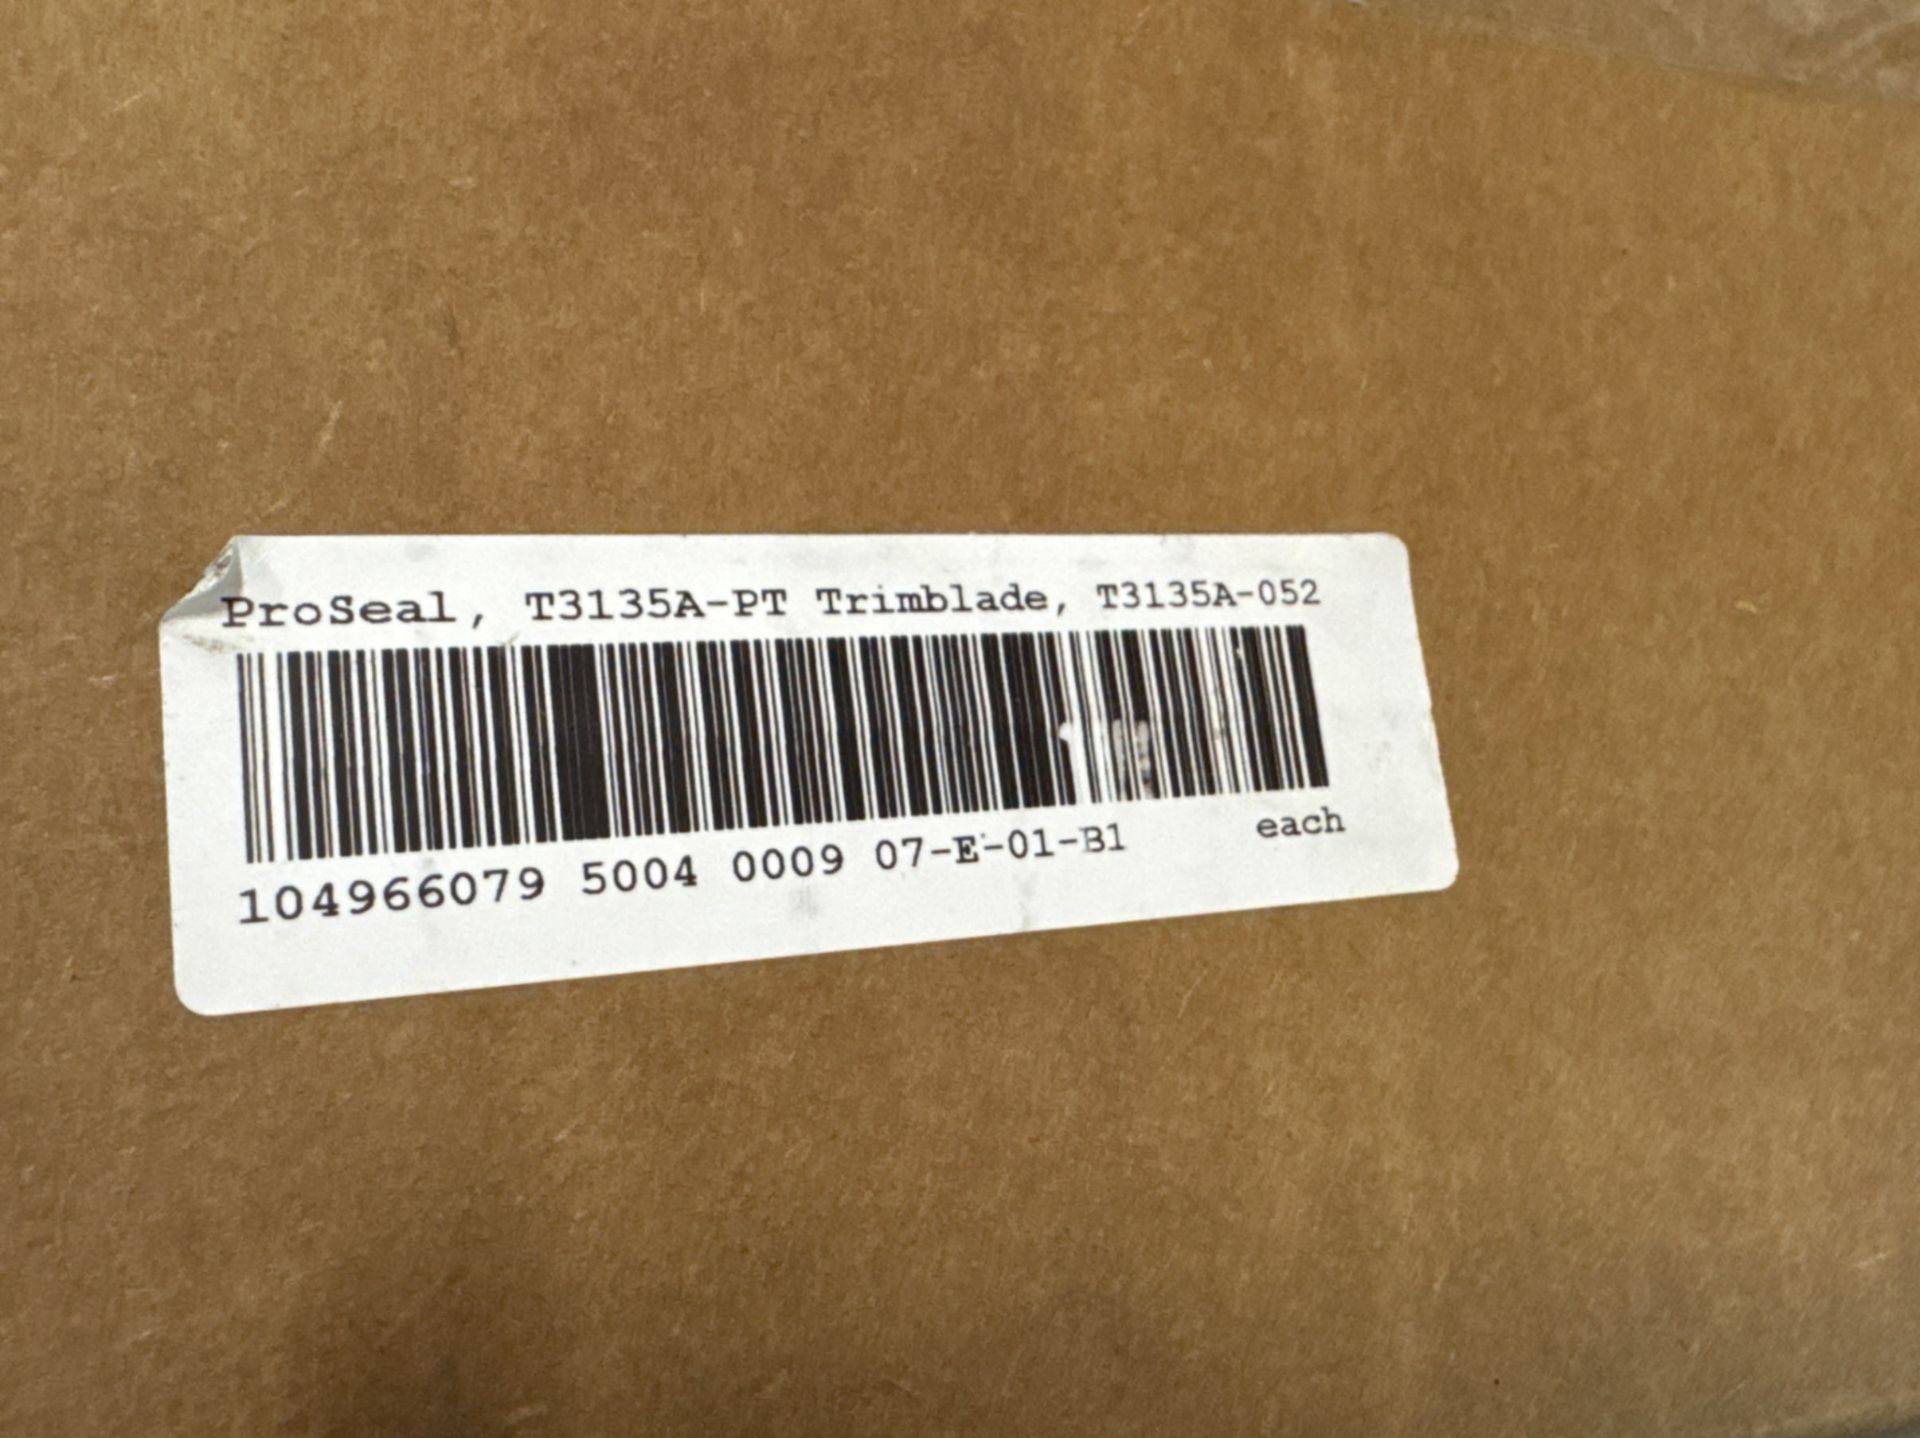 ProSeal, T3135A-PT Trimblade, T3135A-052
104966079 5004 0009 07-E-01-B1 each